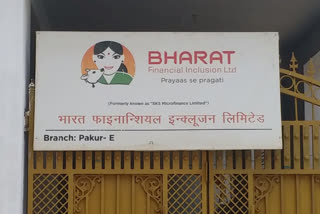 BHARAT
Financial Inclusion Ltd
Prayaas se pragati
(Formerly known as "SKS Microfinance Limited")
भारत फाइनान्शियल इन्क्लूजन लिमिटेड
Branch: Pakur- E